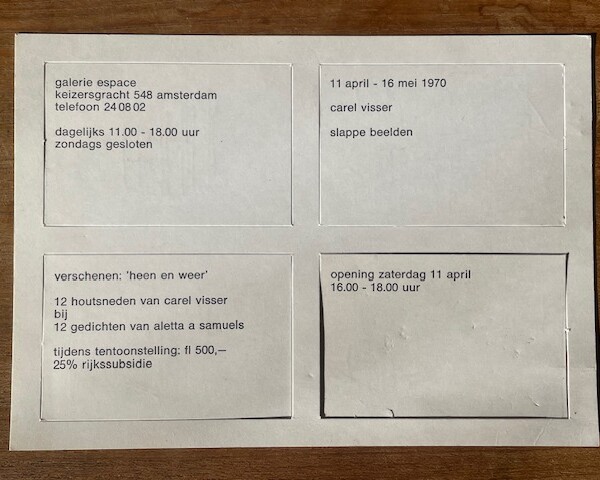 galerie espace
keizersgracht 548 amsterdam
telefoon 24 08 02
dagelijks 11.00 - 18.00 uur
zondags gesloten
11 april - 16 mei 1970
carel visser
slappe beelden
verschenen: 'heen en weer'
12 houtsneden van carel visser
bij
12 gedichten van aletta a samuels
tijdens tentoonstelling: fl 500,—
25% rijkssubsidie
opening zaterdag 11 april
16.00 - 18.00 uur